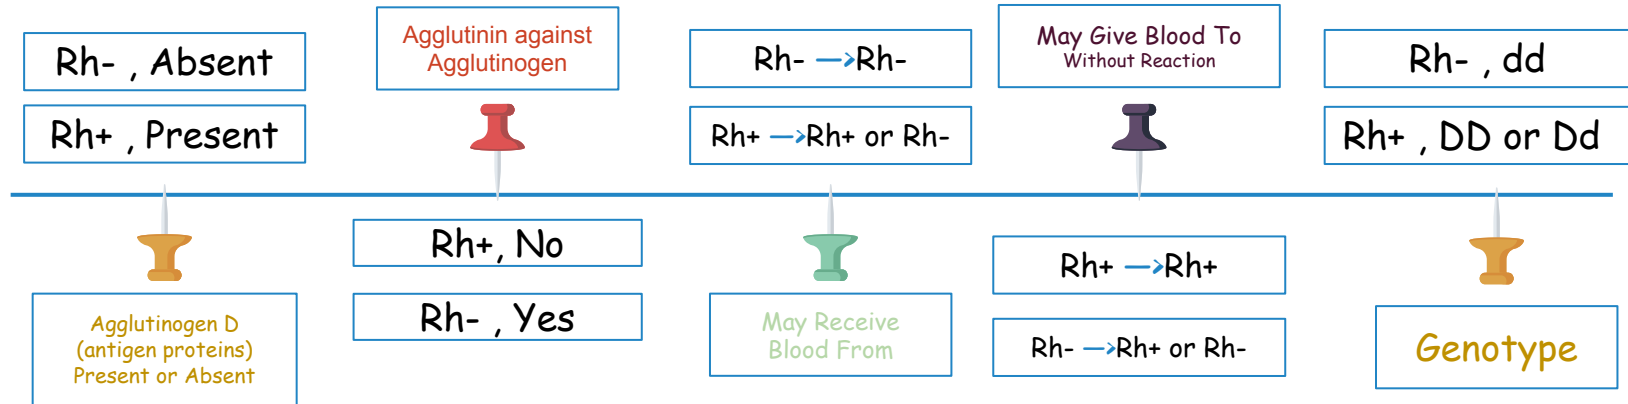 Rh- , Absent
Rh+ , Present
Agglutinogen D
(antigen proteins)
Present or Absent
Agglutinin against
Agglutinogen
Rh+, No
Rh- , Yes
Rh- →Rh-
Rh+ →Rh+ or Rh-
May Receive
Blood From
May Give Blood To
Without Reaction
Rh+ →Rh+
Rh- →Rh+ or Rh-
Rh- , dd
Rh+ , DD or Dd
Genotype